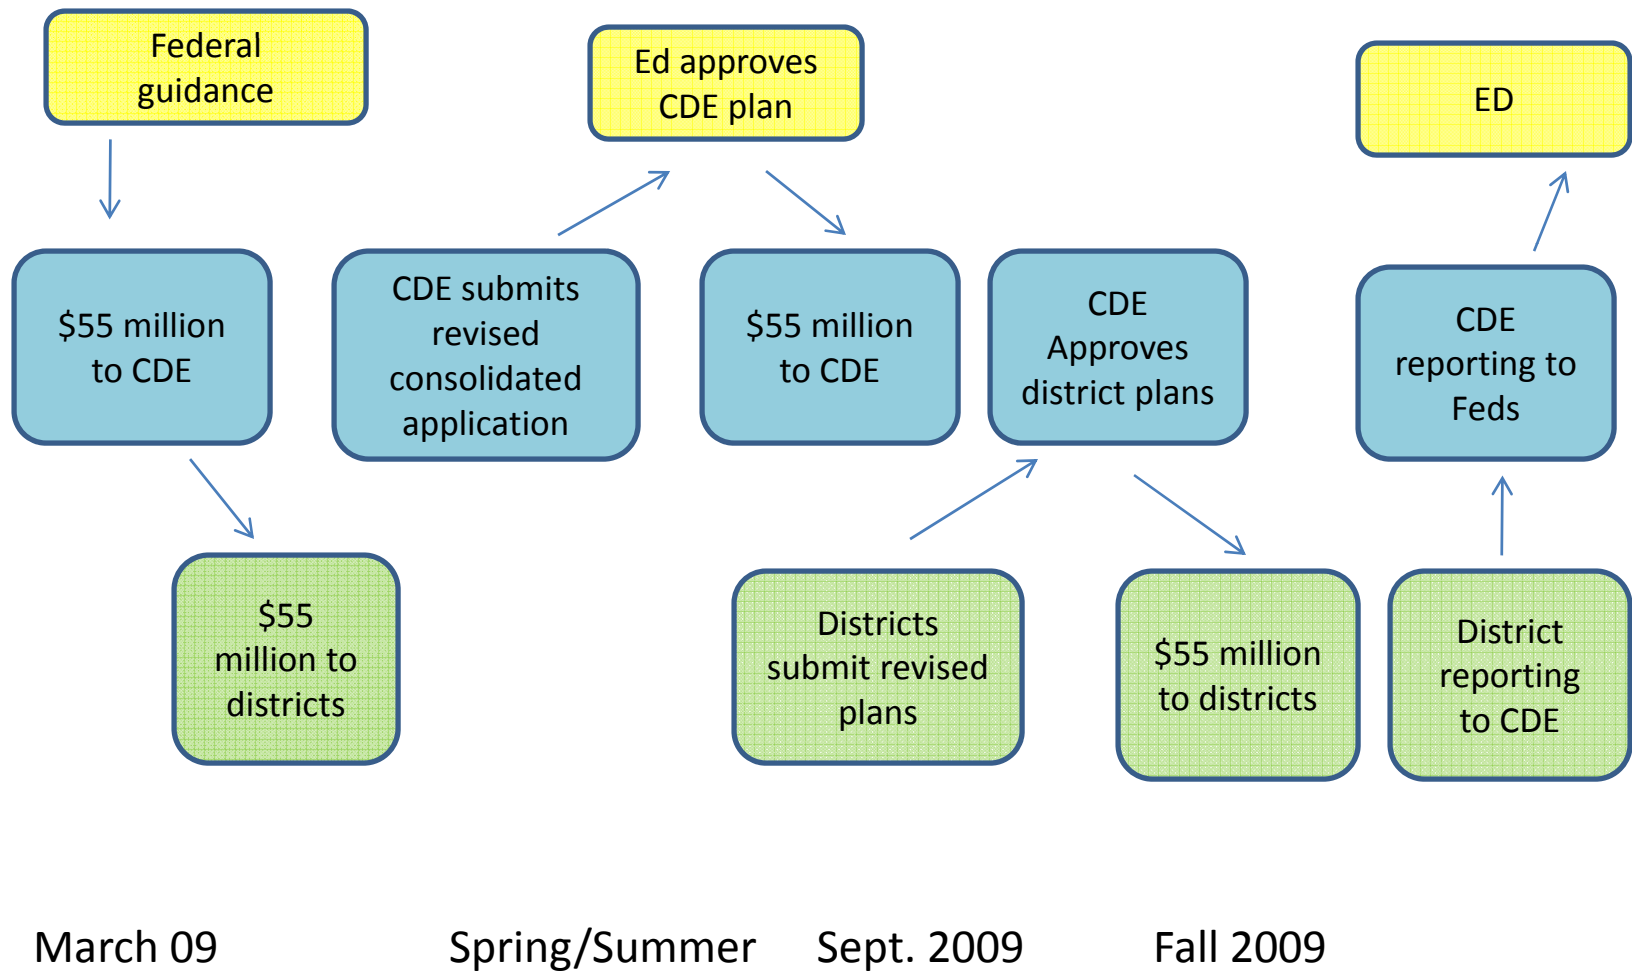 Federal
guidance
Ed approves
CDE plan
ED
$55 million
to CDE
CDE submits
revised
consolidated
application
$55 million
to CDE
CDE
Approves
district plans
CDE
reporting to
Feds
$55
million to
districts
Districts
submit revised
plans
$55 million
to districts
District
reporting
to CDE
March 09
Spring/Summer
Sept. 2009
Fall 2009